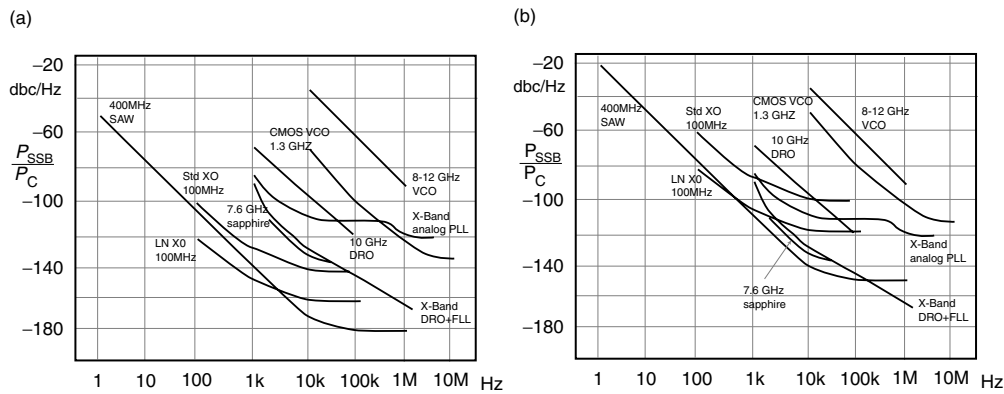 (a)
−20
dbc/Hz
−60
P_SSB
P_C
−100
−140
−180
400MHz
SAW
CMOS VCO
1.3 GHZ
Std XO
100MHz
8-12 GHz
VCO
7.6 GHz
sapphire
X-Band
analog PLL
LN X0
100MHz
10 GHz
DRO
X-Band
DRO+FLL
1 10 100 1k 10k 100k 1M 10M Hz
(b)
−20
dbc/Hz
−60
P_SSB
P_C
−100
−140
−180
400MHz
SAW
Std XO
100MHz
CMOS VCO
1.3 GHZ
8-12 GHz
VCO
10 GHz
DRO
LN X0
100MHz
X-Band
analog PLL
7.6 GHz
sapphire
X-Band
DRO+FLL
1 10 100 1k 10k 100k 1M 10M Hz